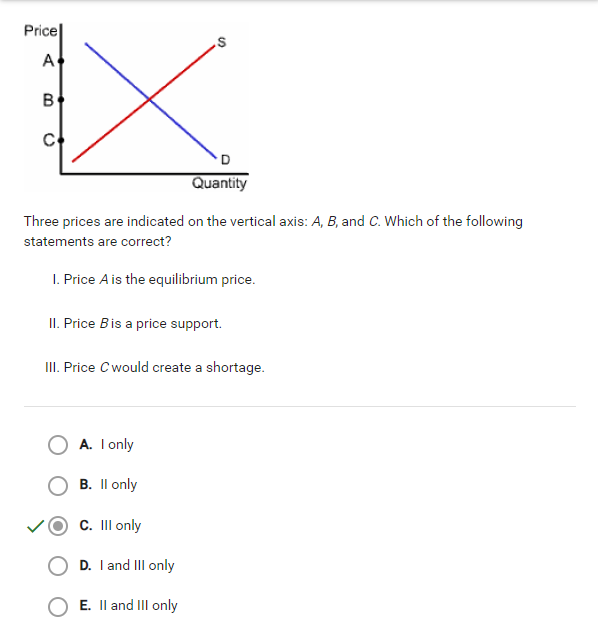 Price
S
A
B
C
D
Quantity
Three prices are indicated on the vertical axis: A, B, and C. Which of the following
statements are correct?
I. Price A is the equilibrium price.
II. Price B is a price support.
III. Price C would create a shortage.
A. I only
B. II only
C. III only
D. I and III only
E. II and III only